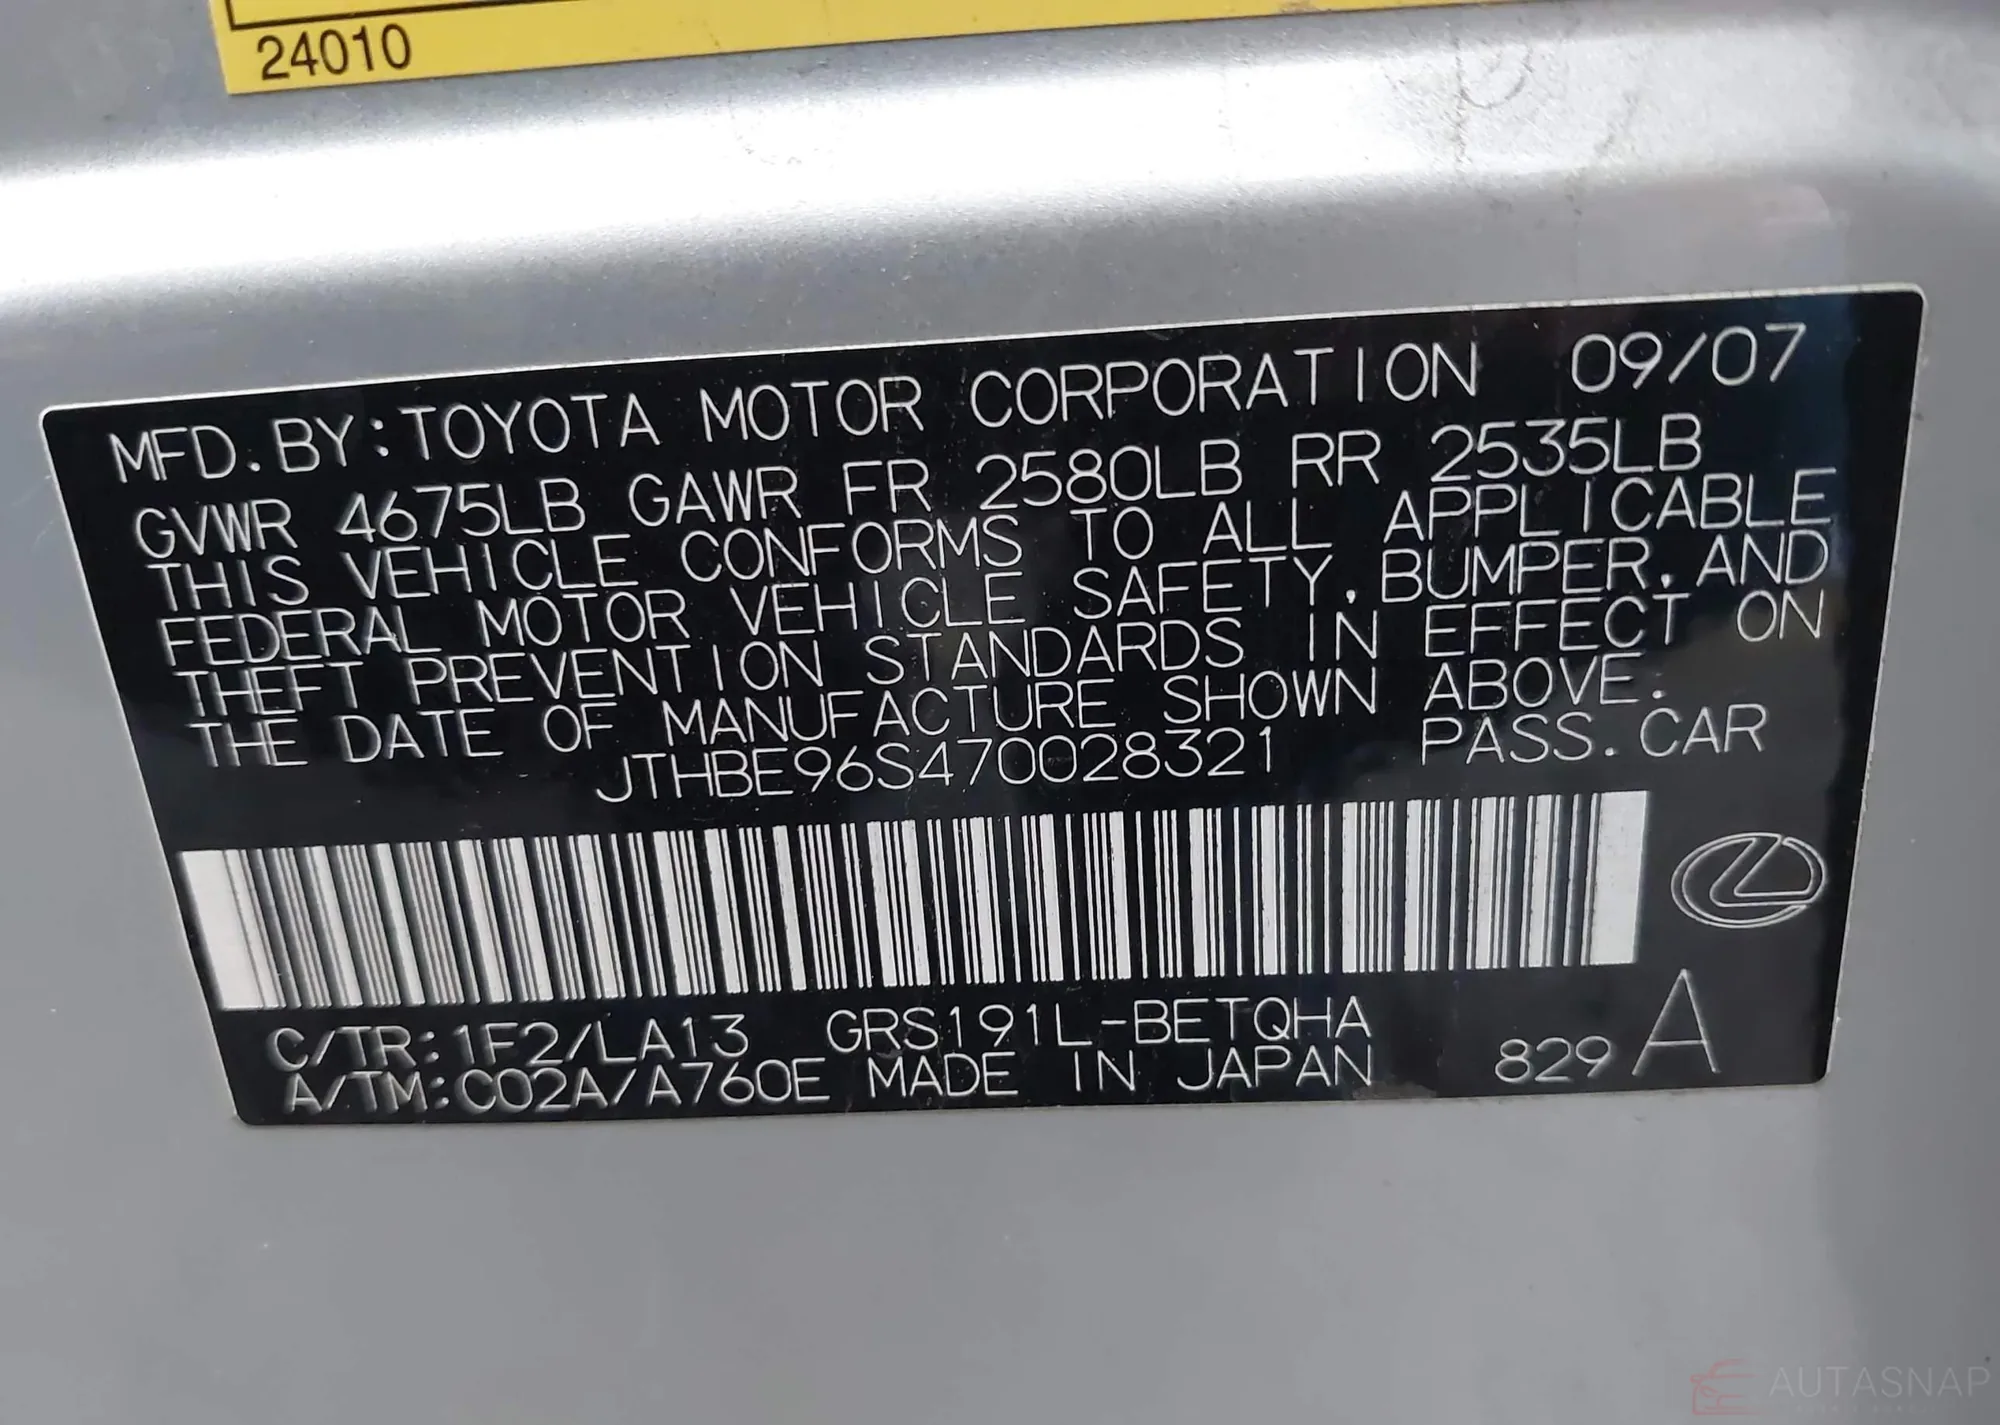 24010
MFD. BY: TOYOTA MOTOR CORPORATION 09/07
GVWR 4675LB GAWR FR 2580LB RR 2535LB
THIS VEHICLE CONFORMS TO ALL APPLICABLE
FEDERAL MOTOR VEHICLE SAFETY, BUMPER, AND
THEFT PREVENTION STANDARDS IN EFFECT ON
THE DATE OF MANUFACTURE SHOWN ABOVE.
JTHBE96S470028321 PASS. CAR
C/TR: 1F2/LA13 GRS191L-BETQHA
A/TM: C02A/A760E MADE IN JAPAN 829 A
AUTASNAP